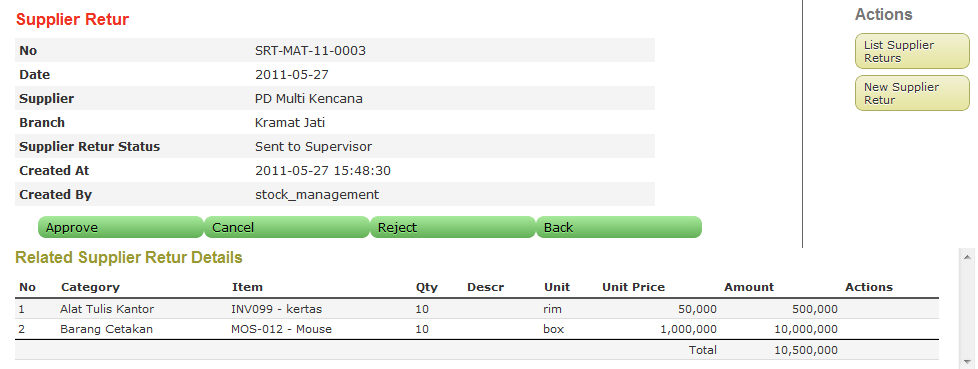 Supplier Retur
No SRT-MAT-11-0003
Date 2011-05-27
Supplier PD Multi Kencana
Branch Kramat Jati
Supplier Retur Status Sent to Supervisor
Created At 2011-05-27 15:48:30
Created By stock_management
Approve Cancel Reject Back
Actions
List Supplier
Returs
New Supplier
Retur
Related Supplier Retur Details
No Category Item Qty Descr Unit Unit Price Amount Actions
1 Alat Tulis Kantor INV099 - kertas 10 rim 50,000 500,000
2 Barang Cetakan MOS-012 - Mouse 10 box 1,000,000 10,000,000
Total 10,500,000